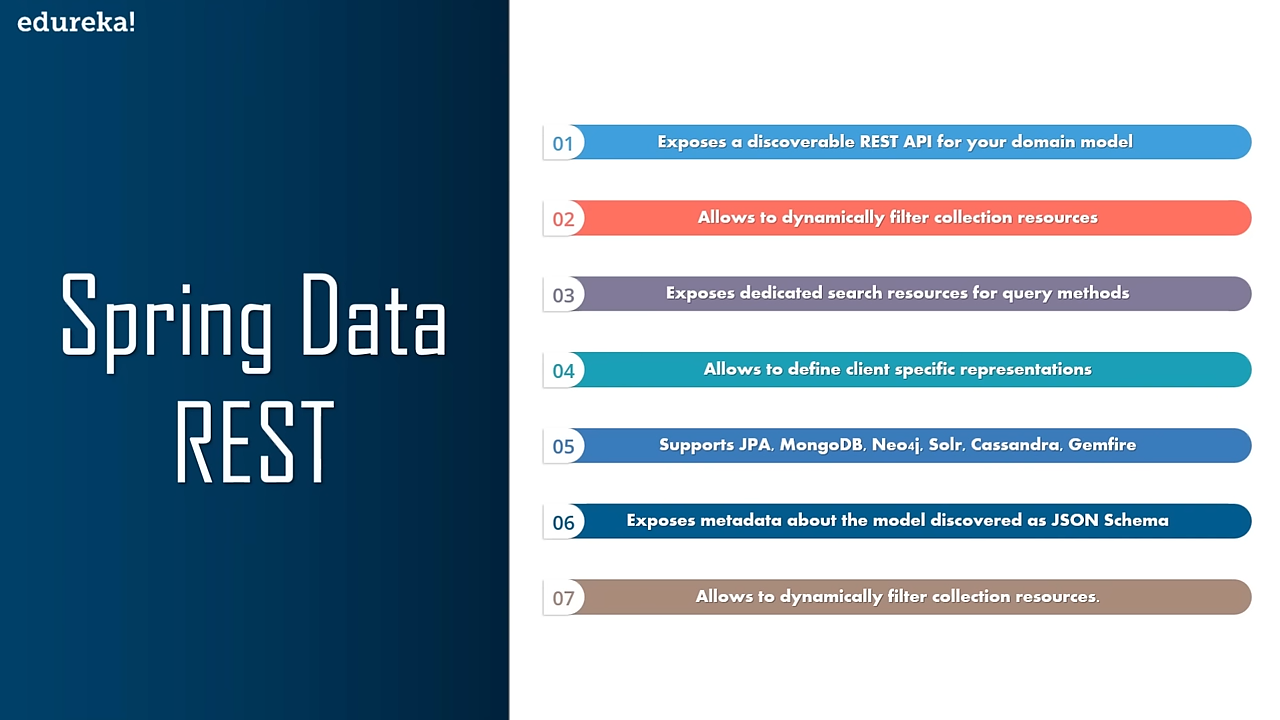 edureka!
Spring Data
REST
01
Exposes a discoverable REST API for your domain model
02
Allows to dynamically filter collection resources
03
Exposes dedicated search resources for query methods
04
Allows to define client specific representations
05
Supports JPA, MongoDB, Neo4j, Solr, Cassandra, Gemfire
06
Exposes metadata about the model discovered as JSON Schema
07
Allows to dynamically filter collection resources.